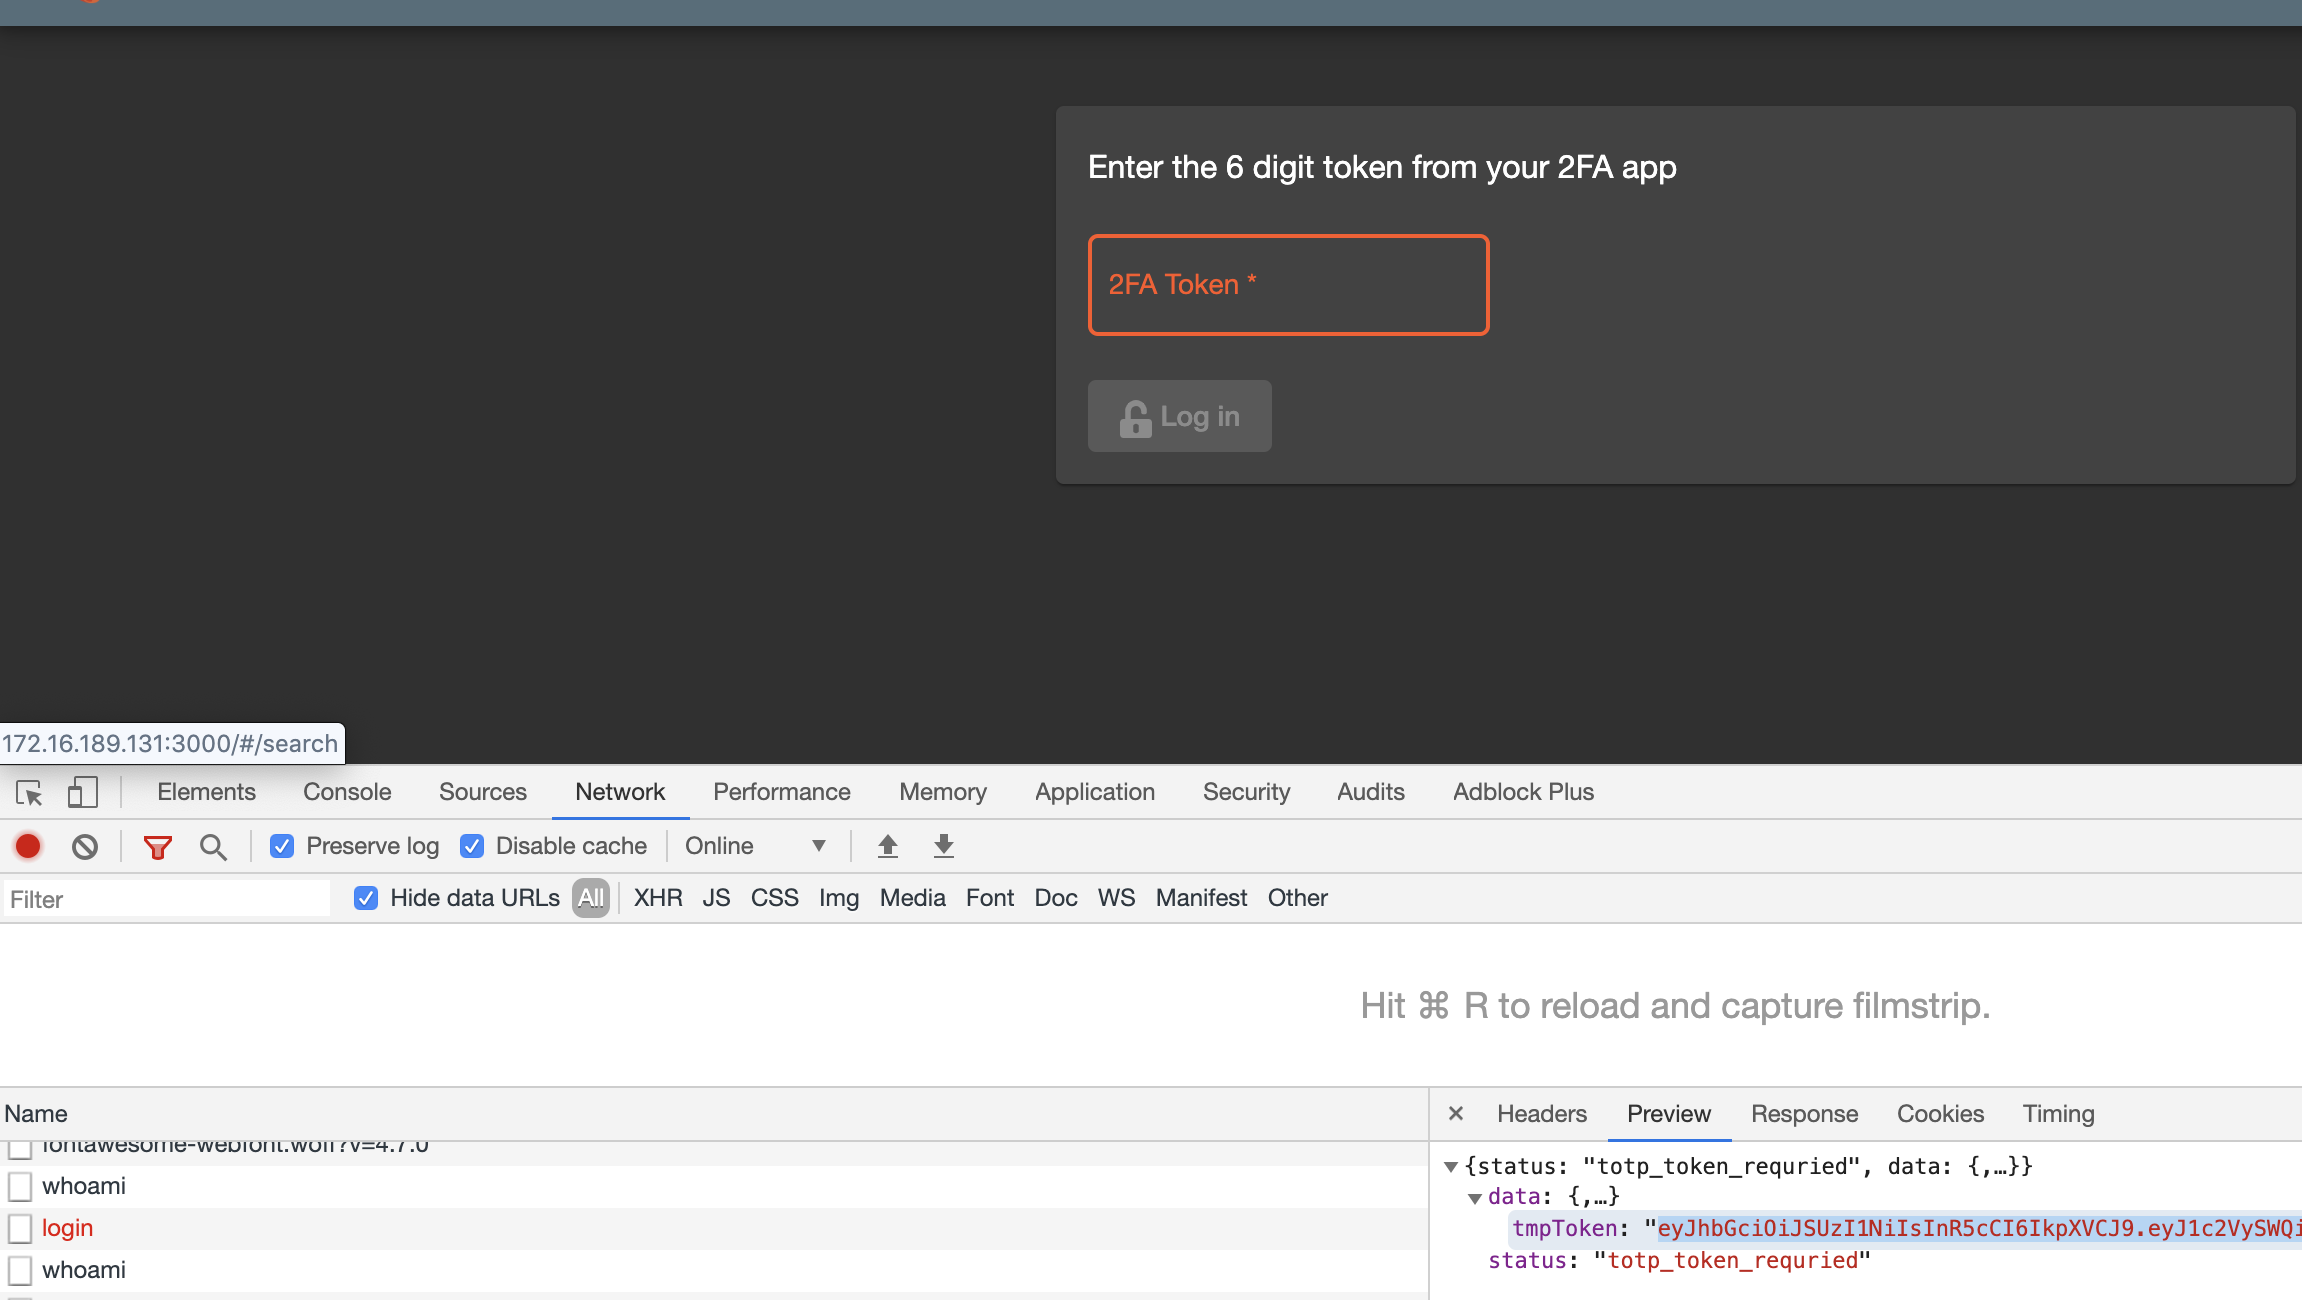 Enter the 6 digit token from your 2FA app
2FA Token *
Log in
172.16.189.131:3000/#/search
Elements Console Sources Network Performance Memory Application Security Audits Adblock Plus
Preserve log Disable cache Online ▼
Filter Hide data URLs All XHR JS CSS Img Media Font Doc WS Manifest Other
Hit ⌘ R to reload and capture filmstrip.
Name
× Headers Preview Response Cookies Timing
fontawesome-webfont.woff?v=4.7.0
whoami
login
whoami
▼{status: "totp_token_requried", data: {,…}}
▼data: {,…}
tmpToken: "eyJhbGciOiJSUzI1NiIsInR5cCI6IkpXVCJ9.eyJ1c2VySWQi
status: "totp_token_requried"